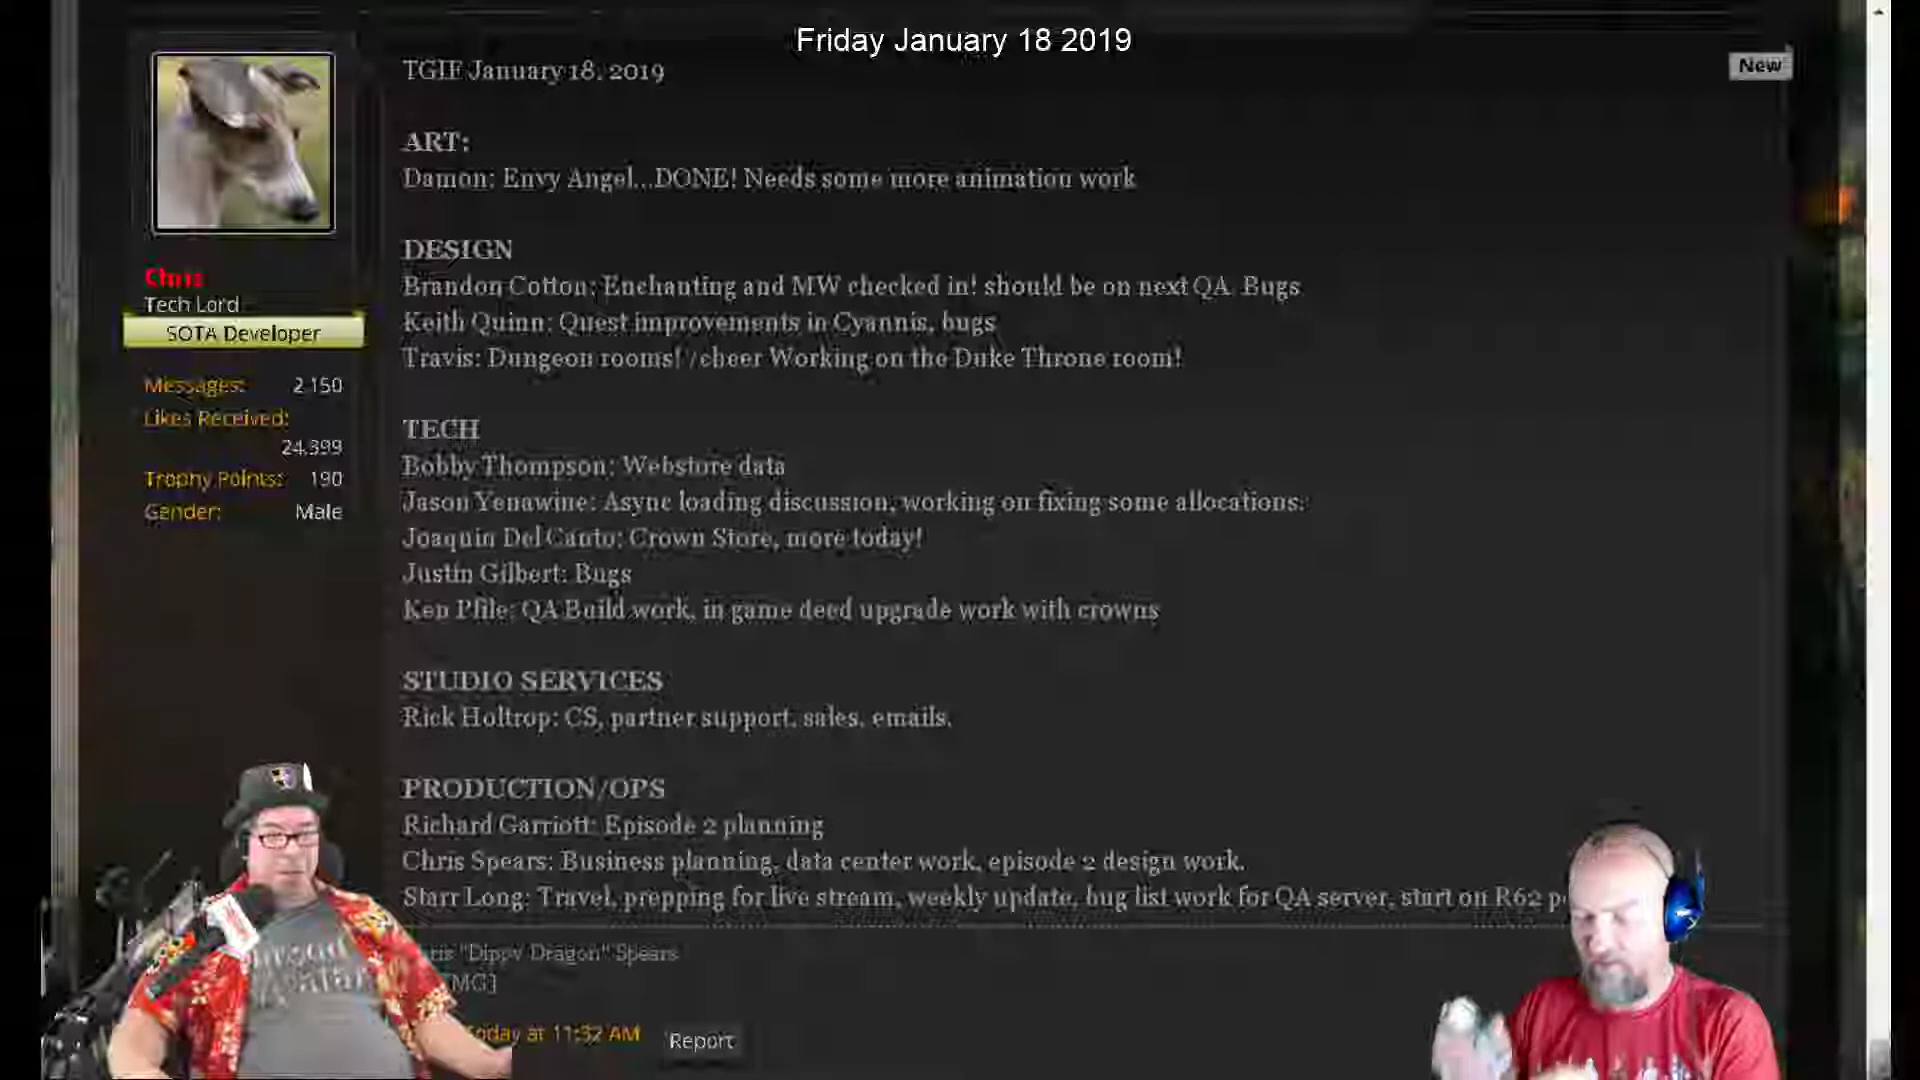 Friday January 18 2019
TGIF January 18, 2019
New
ART:
Damon: Envy Angel...DONE! Needs some more animation work
DESIGN
Brandon Cotton: Enchanting and MW checked in! should be on next QA. Bugs
Keith Quinn: Quest improvements in Cyannis, bugs
Travis: Dungeon rooms! /cheer Working on the Duke Throne room!
TECH
Bobby Thompson: Webstore data
Jason Yenawine: Async loading discussion, working on fixing some allocations.
Joaquin Del Canto: Crown Store, more today!
Justin Gilbert: Bugs
Ken Pfile: QA Build work, in game deed upgrade work with crowns
STUDIO SERVICES
Rick Holtrop: CS, partner support, sales, emails.
PRODUCTION/OPS
Richard Garriott: Episode 2 planning
Chris Spears: Business planning, data center work, episode 2 design work.
Starr Long: Travel, prepping for live stream, weekly update, bug list work for QA server, start on R62 p
Chris
Tech Lord
SOTA Developer
Messages: 2,150
Likes Received:
24,399
Trophy Points: 190
Gender: Male
ris "Dippy Dragon" Spears
MG]
Today at 11:32 AM Report